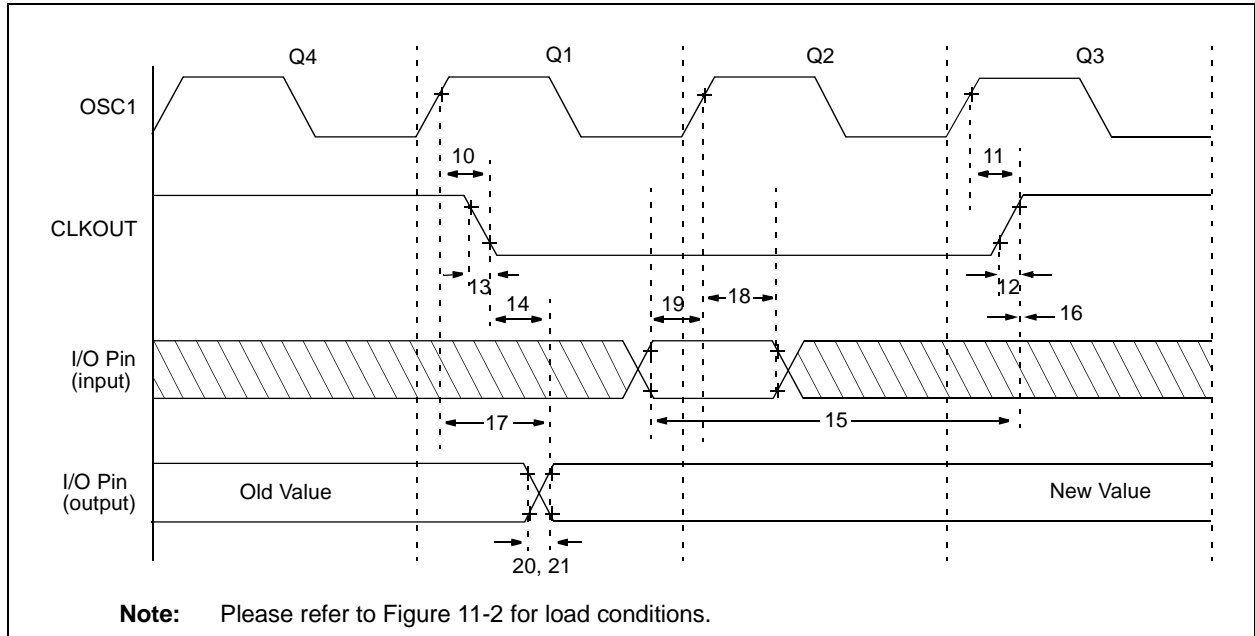 Q4 Q1 Q2 Q3
OSC1
10 11
CLKOUT
13 14 19 18 12 16
I/O Pin
(input)
17 15
I/O Pin
(output)
Old Value New Value
20, 21
Note: Please refer to Figure 11-2 for load conditions.